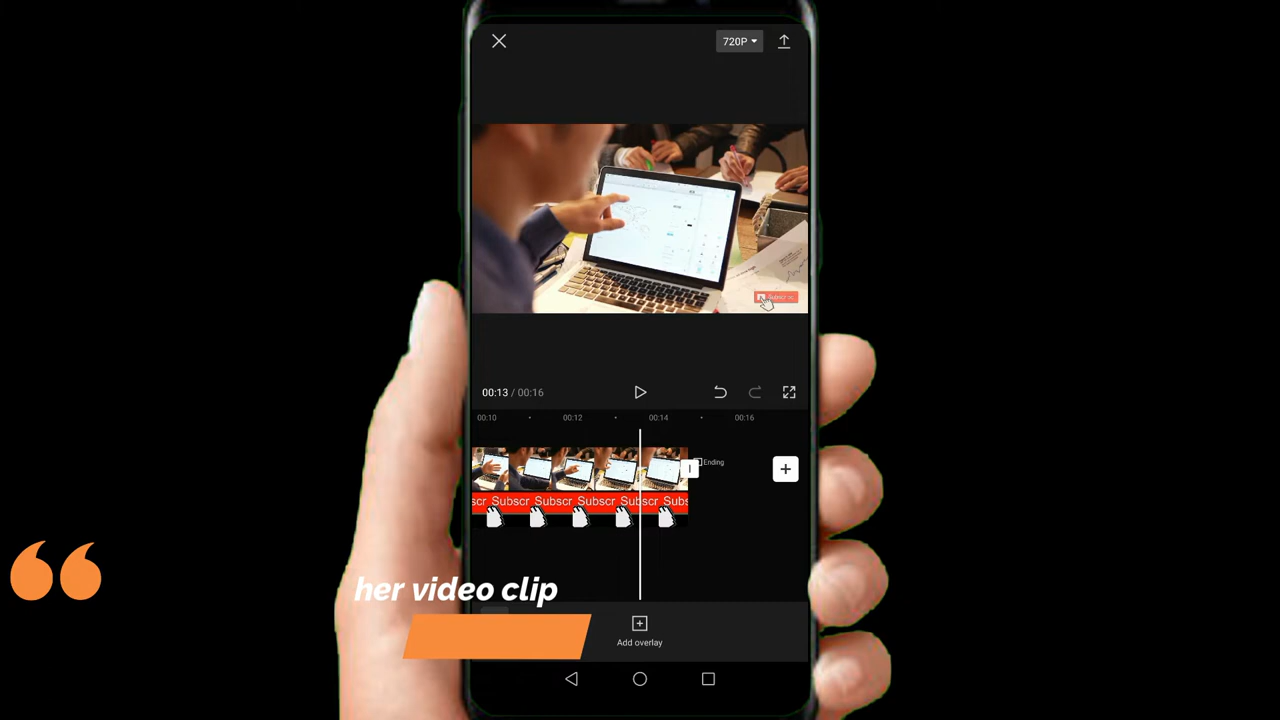 720P
00:13 / 00:16
00:10
00:12
00:14
00:16
Ending
scr Subscr Subscr Subscr Subscr Subs
her video clip
Add overlay